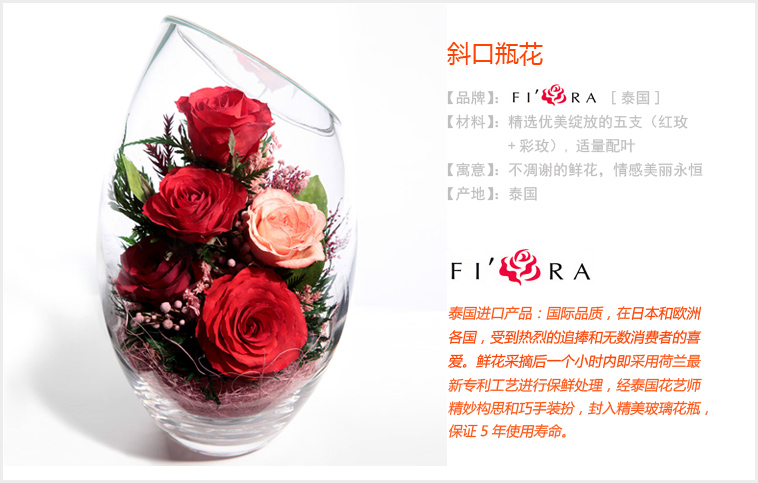 斜口瓶花
【品牌】: FI'ORA [ 泰国 ]
【材料】: 精选优美绽放的五支（红玫
+ 彩玫）, 适量配叶
【寓意】: 不凋谢的鲜花，情感美丽永恒
【产地】: 泰国
FI'ORA
泰国进口产品：国际品质，在日本和欧洲
各国，受到热烈的追捧和无数消费者的喜
爱。鲜花采摘后一个小时内即采用荷兰最
新专利工艺进行保鲜处理，经泰国花艺师
精妙构思和巧手装扮，封入精美玻璃花瓶，
保证 5 年使用寿命。